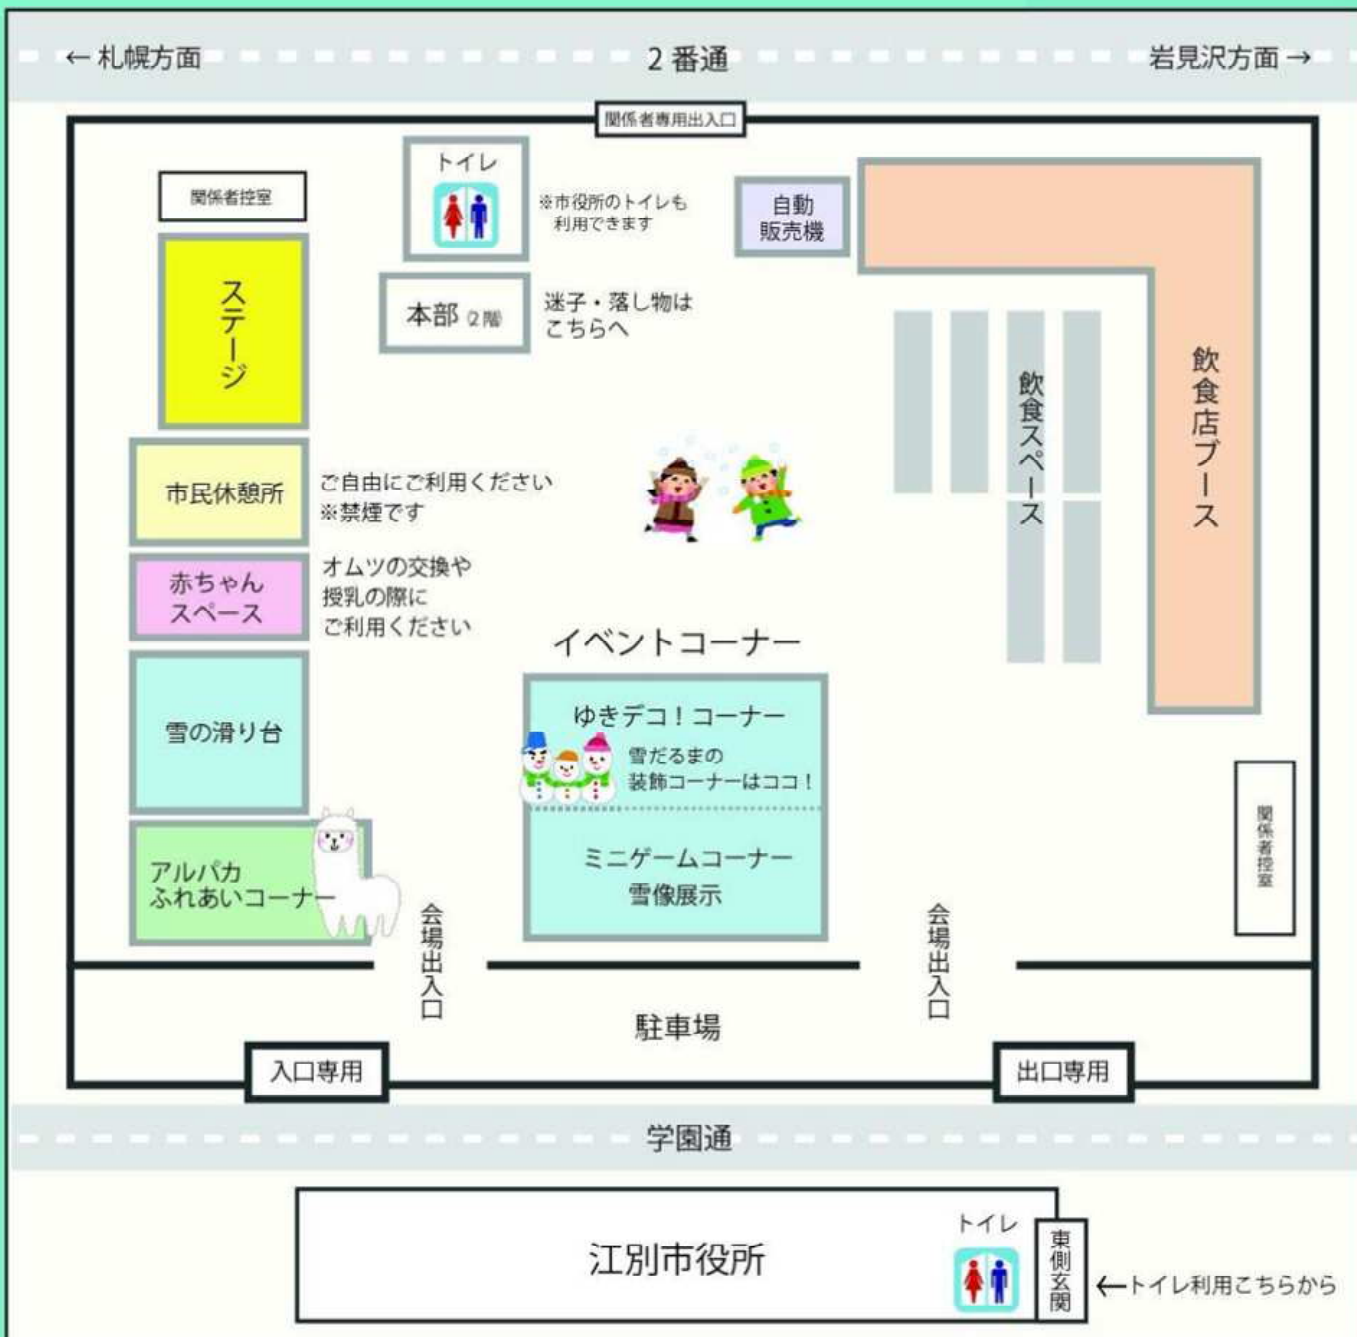 ← 札幌方面
2番通
岩見沢方面 →
関係者専用出入口
関係者控室
トイレ
※市役所のトイレも
利用できます
自動
販売機
ステージ
本部（2階）
迷子・落し物は
こちらへ
飲食スペース
飲食店ブース
市民休憩所
ご自由にご利用ください
※禁煙です
赤ちゃん
スペース
オムツの交換や
授乳の際に
ご利用ください
イベントコーナー
雪の滑り台
ゆきデコ！コーナー
雪だるまの
装飾コーナーはココ！
ミニゲームコーナー
雪像展示
アルパカ
ふれあいコーナー
関係者控室
会場出入口
会場出入口
駐車場
入口専用
出口専用
学園通
江別市役所
トイレ
東側玄関
←トイレ利用こちらから